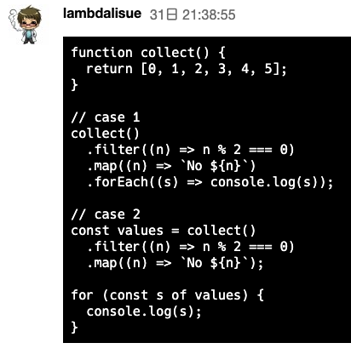 lambdalisue 31日 21:38:55
function collect() {
  return [0, 1, 2, 3, 4, 5];
}

// case 1
collect()
  .filter((n) => n % 2 === 0)
  .map((n) => `No ${n}`)
  .forEach((s) => console.log(s));

// case 2
const values = collect()
  .filter((n) => n % 2 === 0)
  .map((n) => `No ${n}`);

for (const s of values) {
  console.log(s);
}